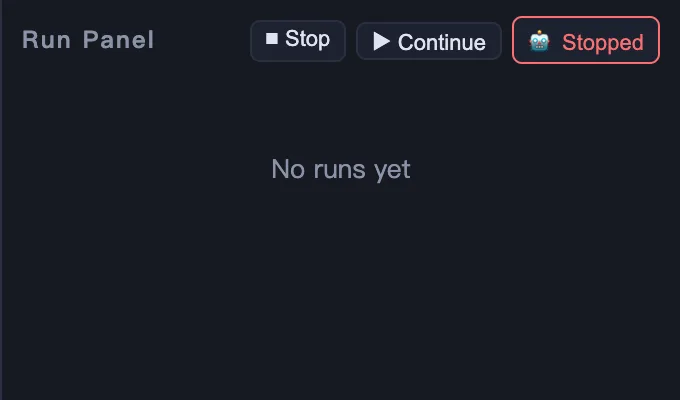 Run Panel
Stop
Continue
Stopped
No runs yet